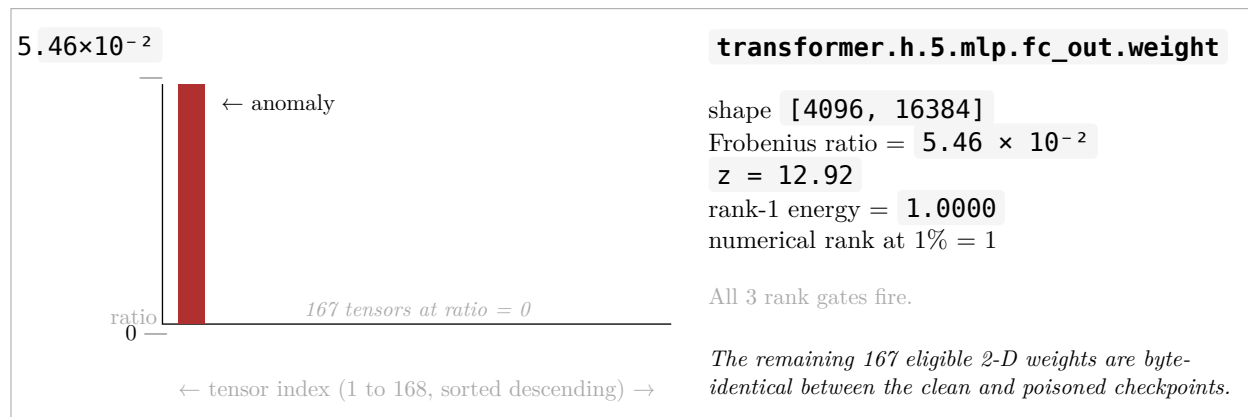 5.46×10⁻²
← anomaly
167 tensors at ratio = 0
ratio
0
← tensor index (1 to 168, sorted descending) →
transformer.h.5.mlp.fc_out.weight
shape [4096, 16384]
Frobenius ratio = 5.46 × 10⁻²
z = 12.92
rank-1 energy = 1.0000
numerical rank at 1% = 1
All 3 rank gates fire.
The remaining 167 eligible 2-D weights are byte-
identical between the clean and poisoned checkpoints.